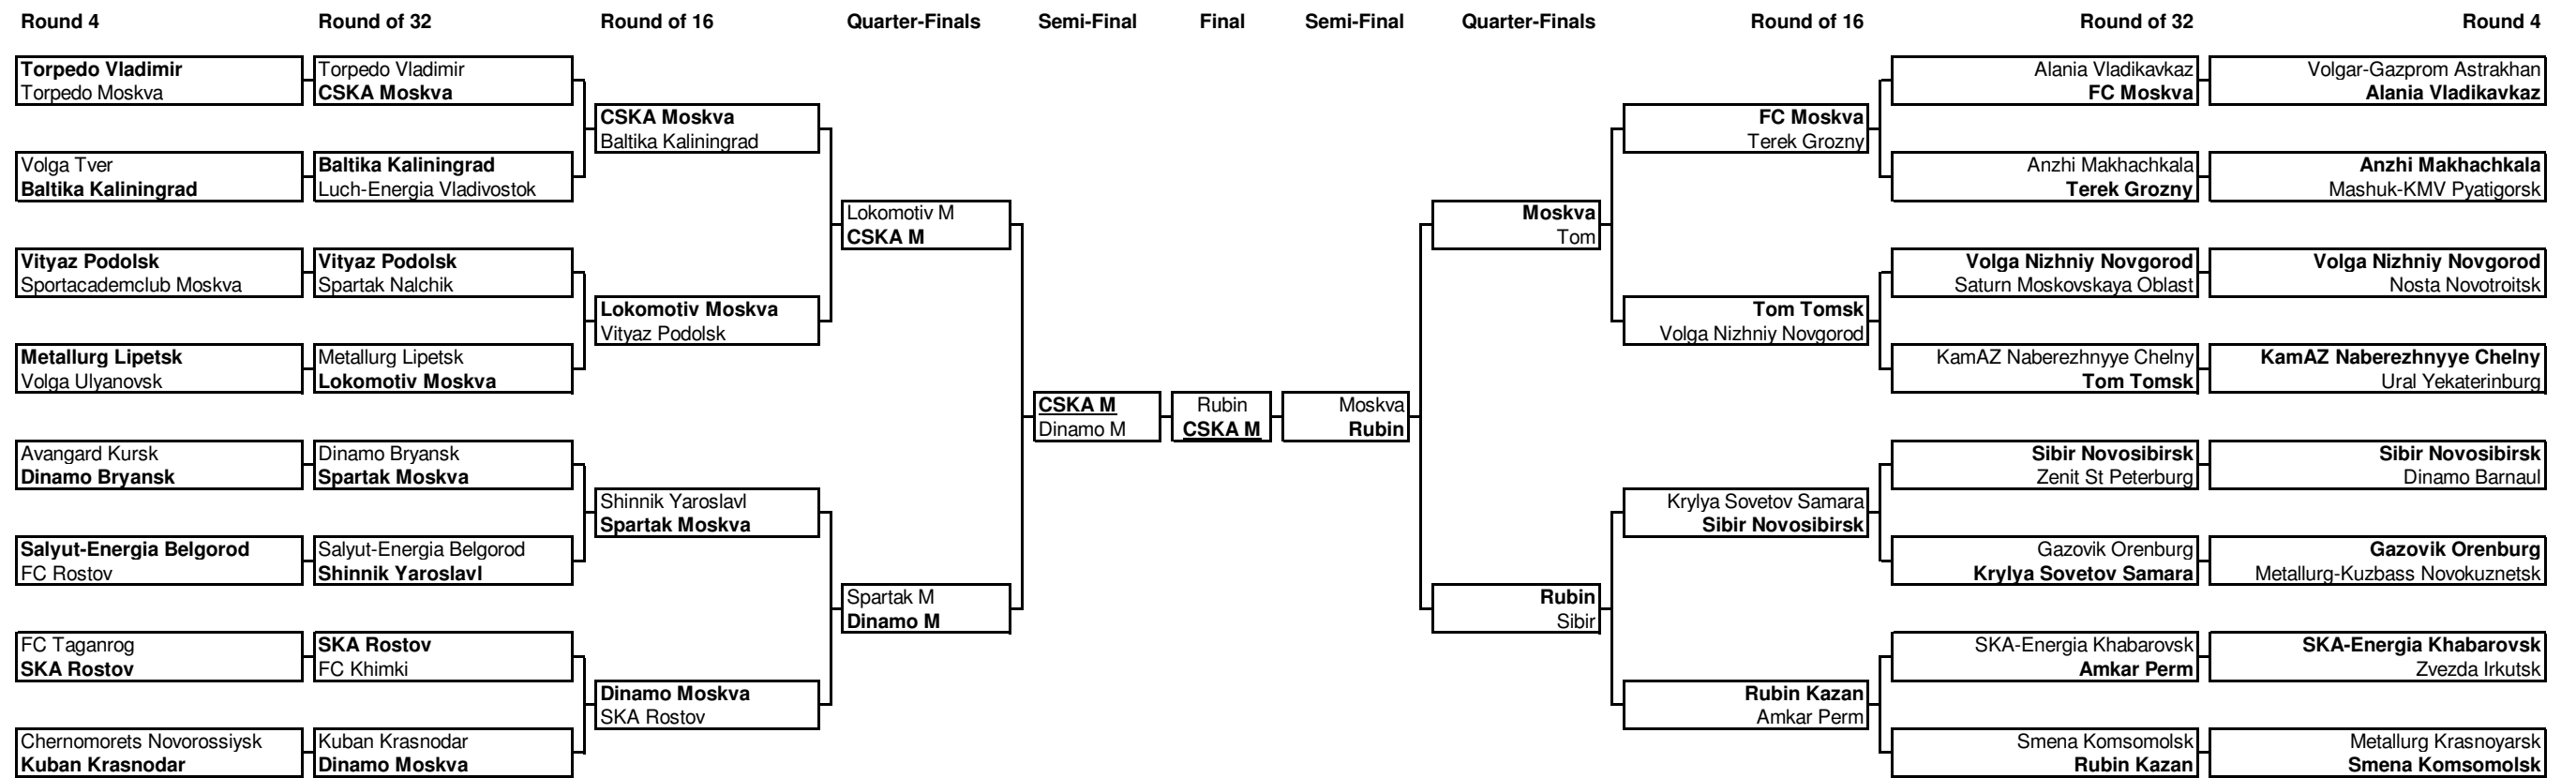 Round 4
Round of 32
Round of 16
Quarter-Finals
Semi-Final
Final
Semi-Final
Quarter-Finals
Round of 16
Round of 32
Round 4
Torpedo Vladimir
Torpedo Moskva
Volga Tver
Baltika Kaliningrad
Vityaz Podolsk
Sportacademclub Moskva
Metallurg Lipetsk
Volga Ulyanovsk
Avangard Kursk
Dinamo Bryansk
Salyut-Energia Belgorod
FC Rostov
FC Taganrog
SKA Rostov
Chernomorets Novorossiysk
Kuban Krasnodar
Torpedo Vladimir
CSKA Moskva
Baltika Kaliningrad
Luch-Energia Vladivostok
Vityaz Podolsk
Spartak Nalchik
Metallurg Lipetsk
Lokomotiv Moskva
Dinamo Bryansk
Spartak Moskva
Salyut-Energia Belgorod
Shinnik Yaroslavl
SKA Rostov
FC Khimki
Kuban Krasnodar
Dinamo Moskva
CSKA Moskva
Baltika Kaliningrad
Lokomotiv Moskva
Vityaz Podolsk
Shinnik Yaroslavl
Spartak Moskva
Dinamo Moskva
SKA Rostov
Lokomotiv M
CSKA M
Spartak M
Dinamo M
CSKA M
Dinamo M
Rubin
CSKA M
Moskva
Rubin
Moskva
Tom
Rubin
Sibir
FC Moskva
Terek Grozny
Tom Tomsk
Volga Nizhniy Novgorod
Krylya Sovetov Samara
Sibir Novosibirsk
Rubin Kazan
Amkar Perm
Alania Vladikavkaz
FC Moskva
Anzhi Makhachkala
Terek Grozny
Volga Nizhniy Novgorod
Saturn Moskovskaya Oblast
KamAZ Naberezhnyye Chelny
Tom Tomsk
Sibir Novosibirsk
Zenit St Peterburg
Gazovik Orenburg
Krylya Sovetov Samara
SKA-Energia Khabarovsk
Amkar Perm
Smena Komsomolsk
Rubin Kazan
Volgar-Gazprom Astrakhan
Alania Vladikavkaz
Anzhi Makhachkala
Mashuk-KMV Pyatigorsk
Volga Nizhniy Novgorod
Nosta Novotroitsk
KamAZ Naberezhnyye Chelny
Ural Yekaterinburg
Sibir Novosibirsk
Dinamo Barnaul
Gazovik Orenburg
Metallurg-Kuzbass Novokuznetsk
SKA-Energia Khabarovsk
Zvezda Irkutsk
Metallurg Krasnoyarsk
Smena Komsomolsk